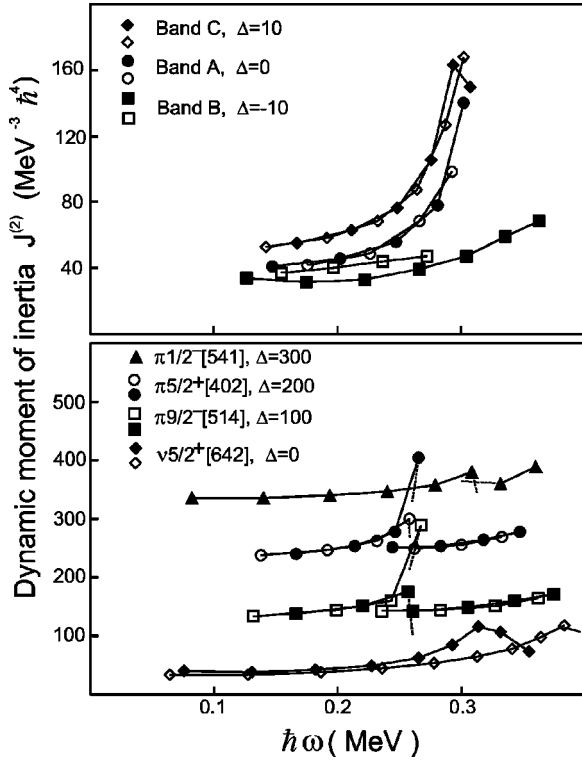 Band C, Δ=10
Band A, Δ=0
Band B, Δ=-10
160
120
80
40
π1/2⁻[541], Δ=300
π5/2⁺[402], Δ=200
π9/2⁻[514], Δ=100
ν5/2⁺[642], Δ=0
500
400
300
200
100
0.1
0.2
0.3
ħω( MeV )
Dynamic moment of inertia J⁽²⁾ (MeV⁻³ ħ⁴)